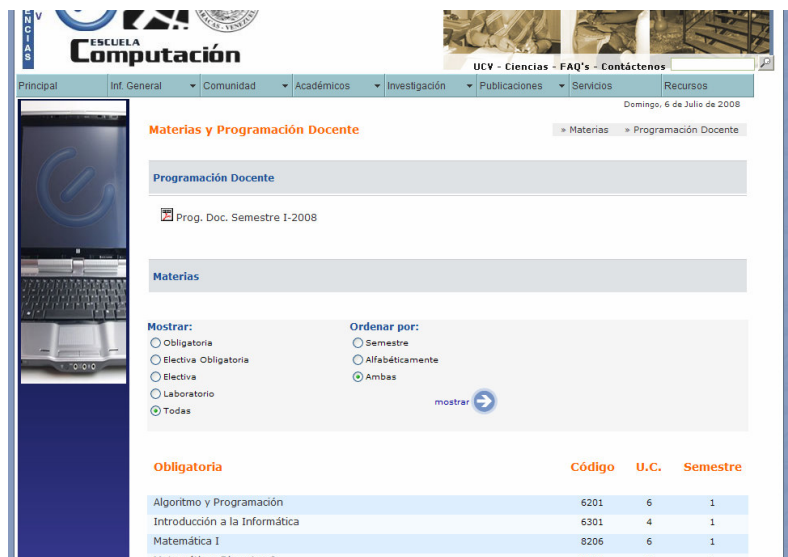 CIENCIAS
V
ESCUELA
Computación
UCV - Ciencias - FAQ's - Contáctenos
Principal Inf. General Comunidad Académicos Investigación Publicaciones Servicios Recursos
Domingo, 6 de Julio de 2008
Materias y Programación Docente » Materias » Programación Docente
Programación Docente
Prog. Doc. Semestre I-2008
Materias
Mostrar: Ordenar por:
Obligatoria Semestre
Electiva Obligatoria Alfabéticamente
Electiva Ambas
Laboratorio
mostrar
Todas
Obligatoria Código U.C. Semestre
Algoritmo y Programación 6201 6 1
Introducción a la Informática 6301 4 1
Matemática I 8206 6 1